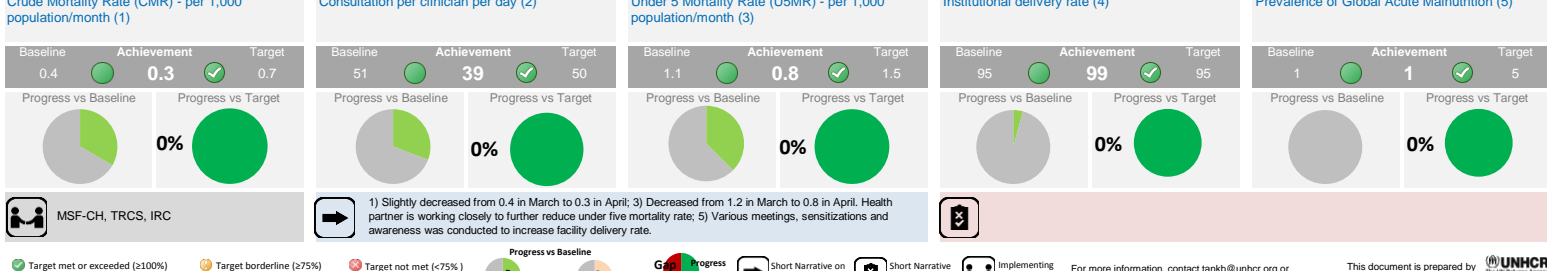 Crude Mortality Rate (CMR) - per 1,000
population/month (1)
Consultation per clinician per day (2)
Under 5 Mortality Rate (U5MR) - per 1,000
population/month (3)
Institutional delivery rate (4)
Prevalence of Global Acute Malnutrition (5)
Baseline Achievement Target
0.4 0.3 0.7
Baseline Achievement Target
51 39 50
Baseline Achievement Target
1.1 0.8 1.5
Baseline Achievement Target
95 99 95
Baseline Achievement Target
1 1 5
Progress vs Baseline Progress vs Target
0%
Progress vs Baseline Progress vs Target
0%
Progress vs Baseline Progress vs Target
0%
Progress vs Baseline Progress vs Target
0%
Progress vs Baseline Progress vs Target
0%
MSF-CH, TRCS, IRC
1) Slightly decreased from 0.4 in March to 0.3 in April; 3) Decreased from 1.2 in March to 0.8 in April. Health
partner is working closely to further reduce under five mortality rate; 5) Various meetings, sensitizations and
awareness was conducted to increase facility delivery rate.
Target met or exceeded (≥100%)
Target borderline (≥75%)
Target not met (<75% )
Progress vs Baseline
Gap Progress
Short Narrative on
Short Narrative
Implementing
For more information, contact tankh@unhcr.org or
This document is prepared by
UNHCR